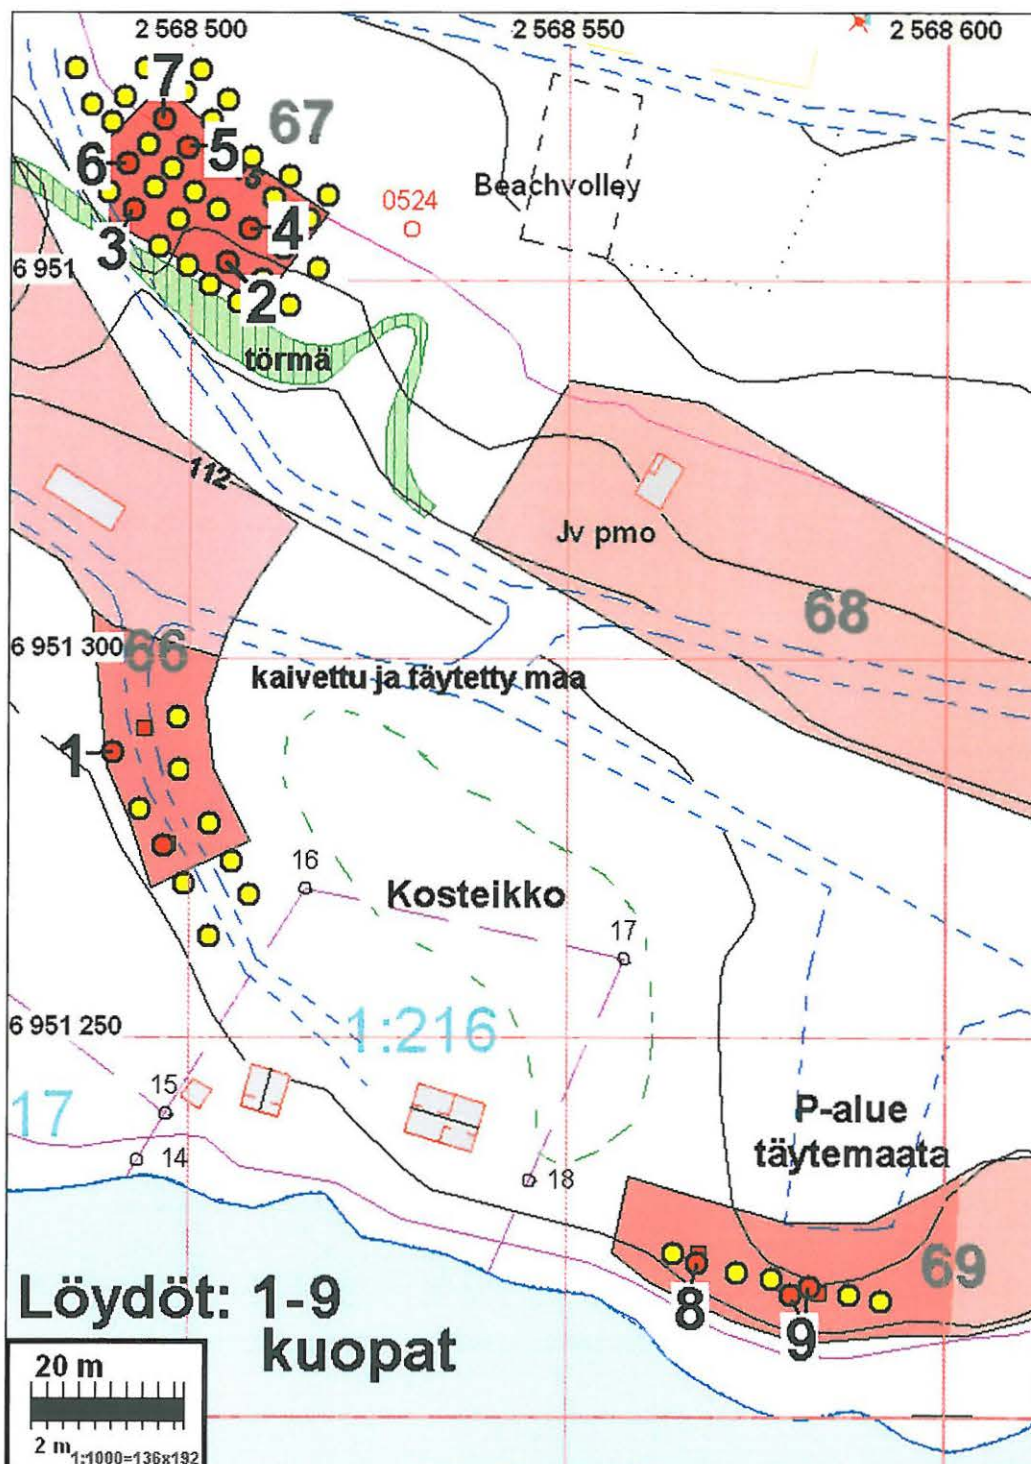 2 568 500
2 568 550
2 568 600
7
67
5
6
5
Beachvolley
0524
4
3
2
6 951
törmä
112
Jv pmo
68
66
6 951 300
kaivettu ja täytetty maa
1
16
Kosteikko
17
6 951 250
1:216
15
17
P-alue
täytemaata
14
18
69
8
9
Löydöt: 1-9
kuopat
20 m
2 m
1:1000=136x192